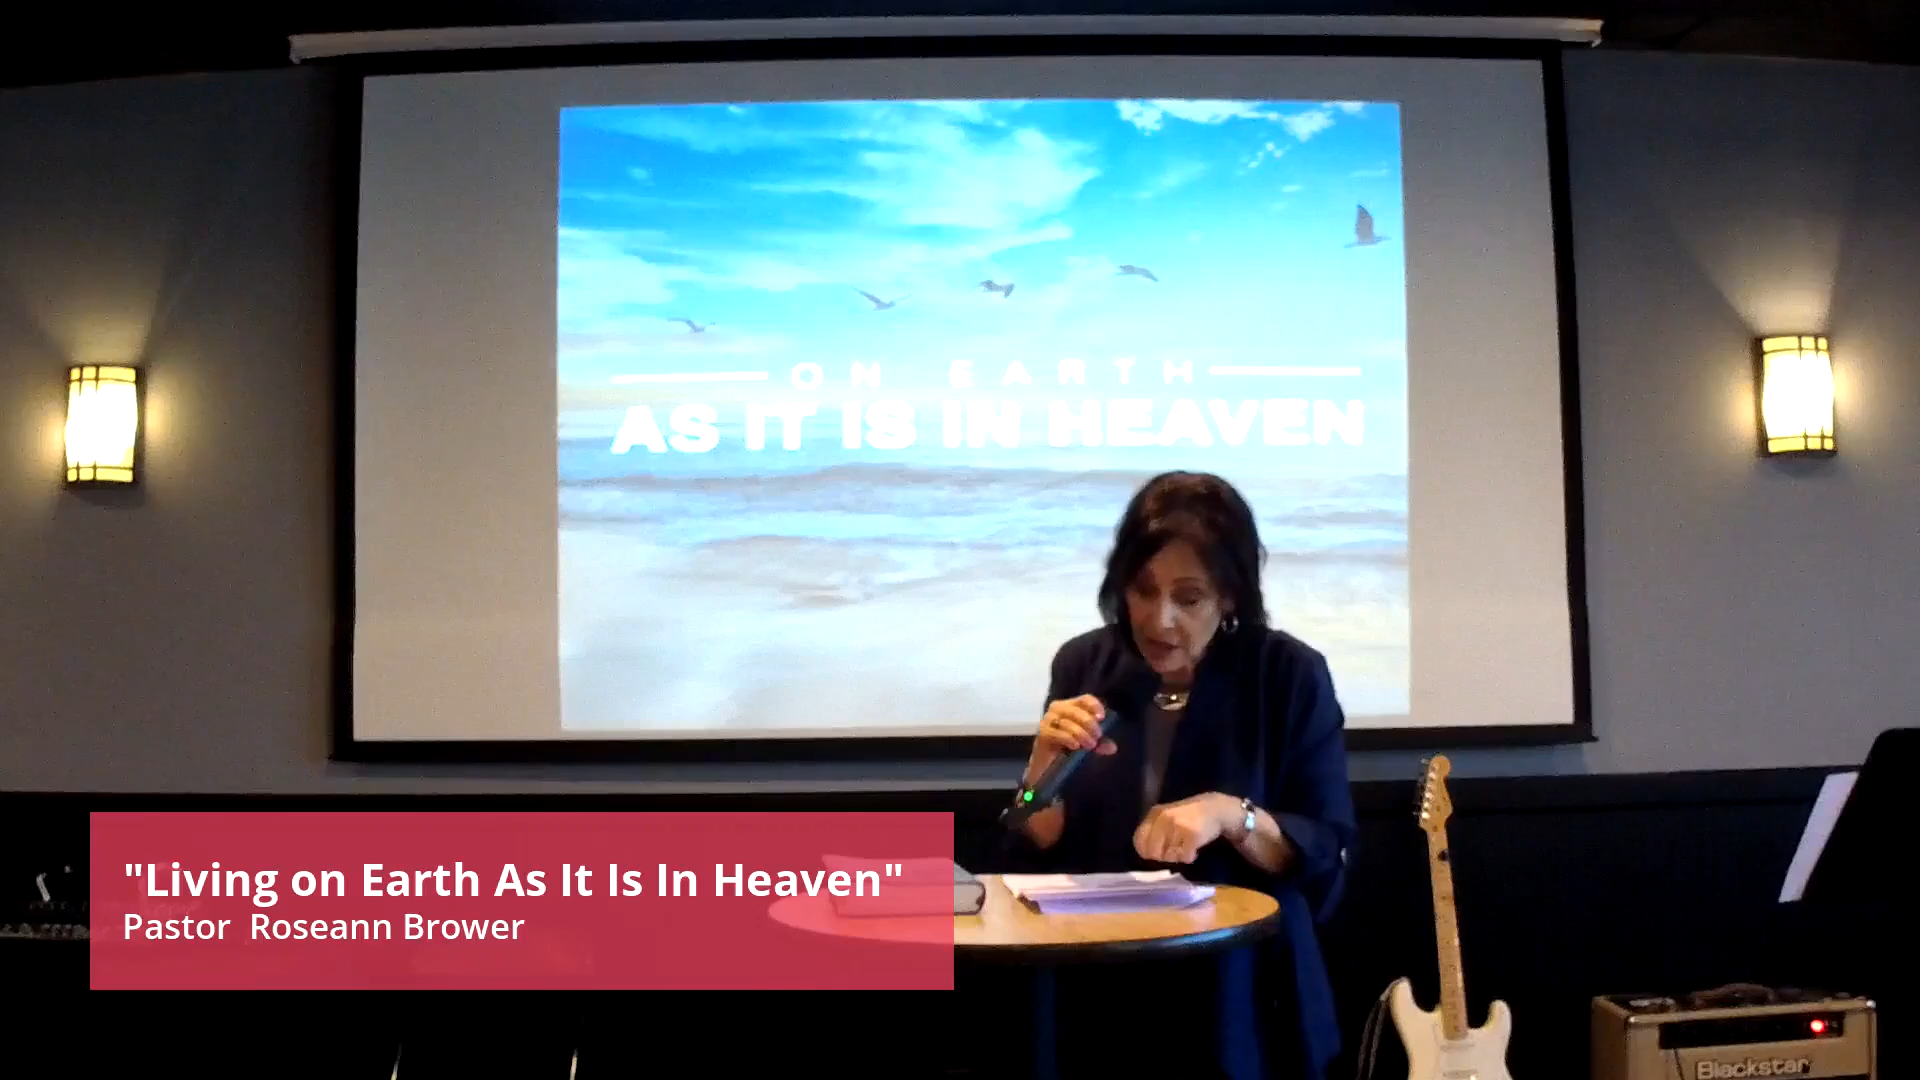 ON EARTH
AS IT IS IN HEAVEN
"Living on Earth As It Is In Heaven"
Pastor Roseann Brower
Blackstar